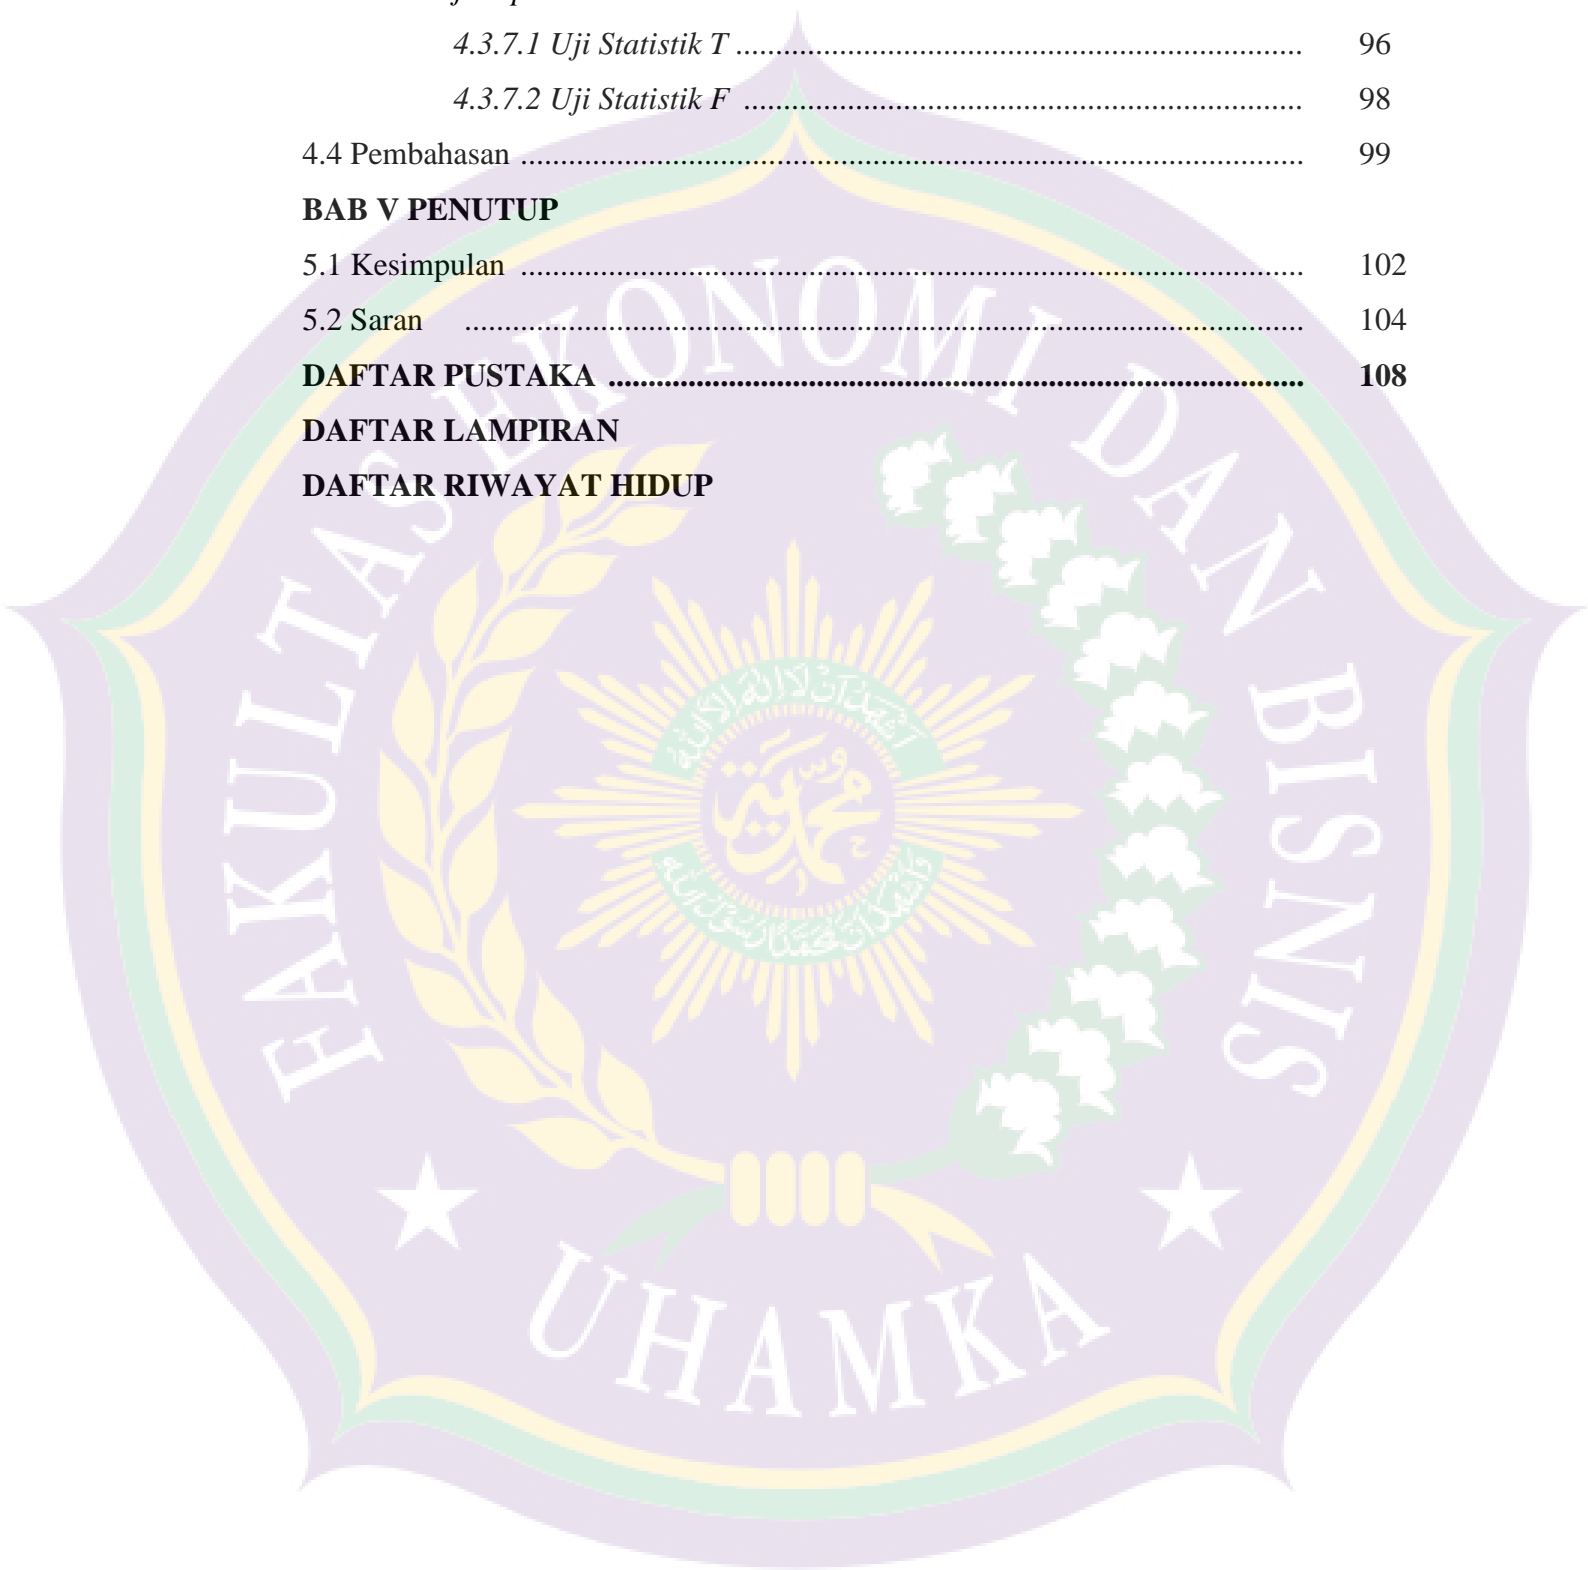 4.3.7.1 Uji Statistik T ........................................................................ 96
4.3.7.2 Uji Statistik F ....................................................................... 98
4.4 Pembahasan ................................................................................................... 99
BAB V PENUTUP
5.1 Kesimpulan ................................................................................................... 102
5.2 Saran .......................................................................................................... 104
DAFTAR PUSTAKA ........................................................................................ 108
DAFTAR LAMPIRAN
DAFTAR RIWAYAT HIDUP
FAKULTAS EKONOMI DAN BISNIS
UHAMKA